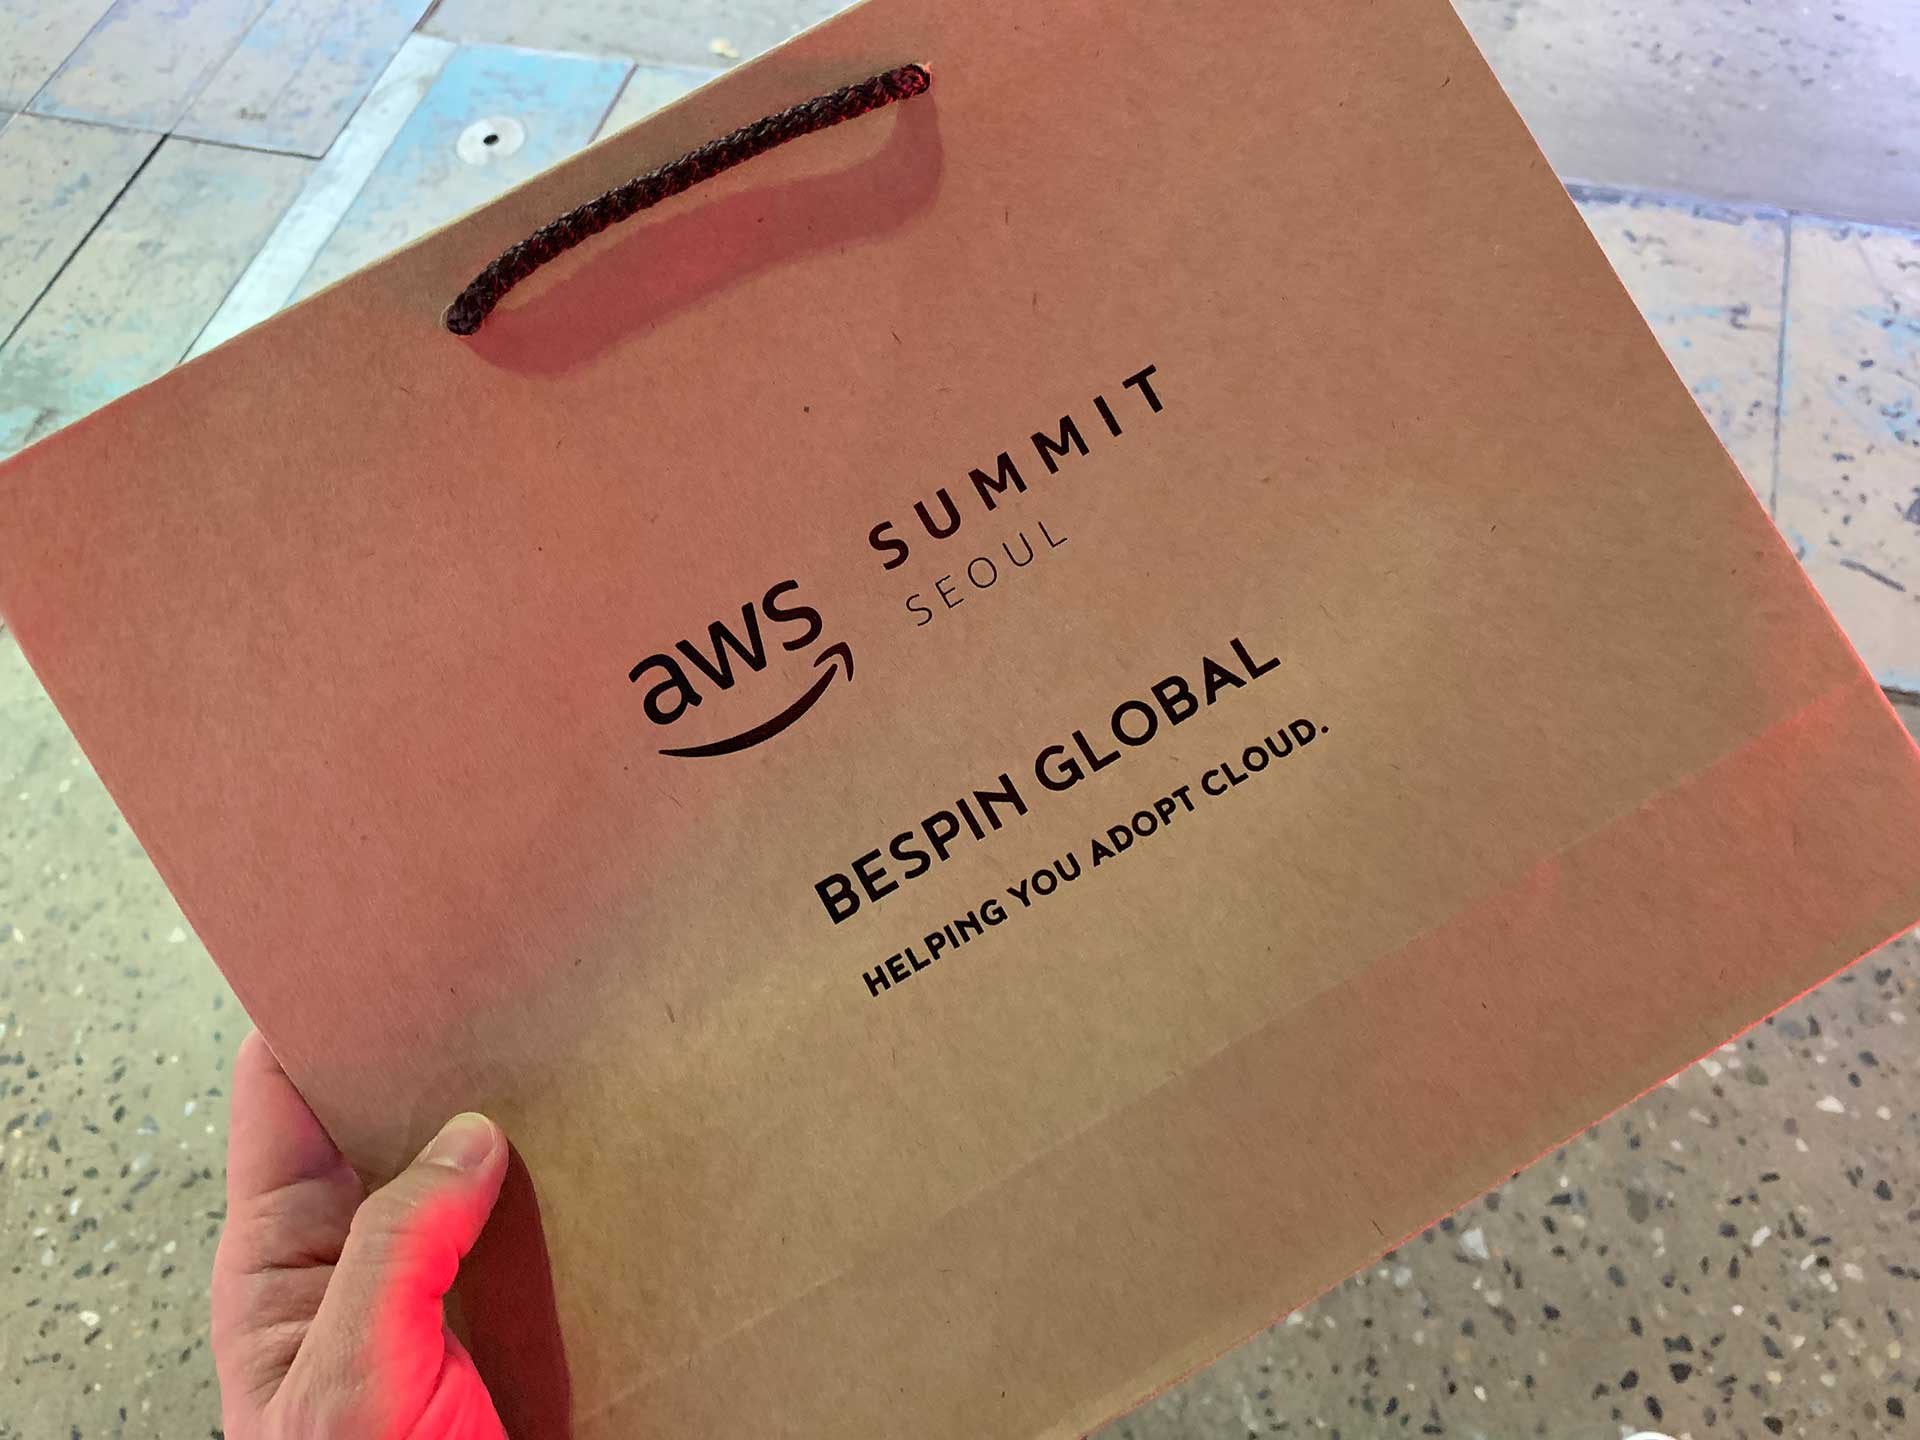 aws
SUMMIT
SEOUL
BESPIN GLOBAL
HELPING YOU ADOPT CLOUD.